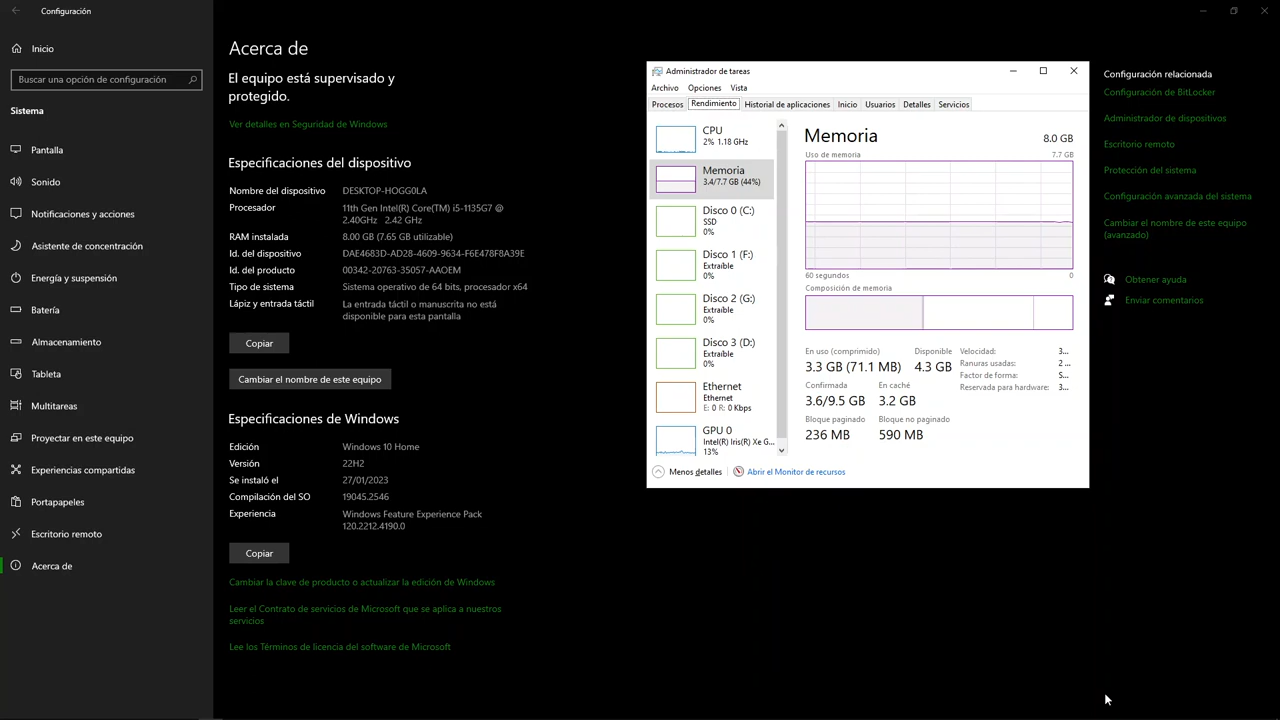 Configuración
Inicio
Buscar una opción de configuración
Sistema
Pantalla
Sonido
Notificaciones y acciones
Asistente de concentración
Energía y suspensión
Batería
Almacenamiento
Tableta
Multitareas
Proyectar en este equipo
Experiencias compartidas
Portapapeles
Escritorio remoto
Acerca de
Acerca de
El equipo está supervisado y
protegido.
Ver detalles en Seguridad de Windows
Especificaciones del dispositivo
Nombre del dispositivo DESKTOP-HOGG0LA
Procesador 11th Gen Intel(R) Core(TM) i5-1135G7 @
2.40GHz 2.42 GHz
RAM instalada 8.00 GB (7.65 GB utilizable)
Id. del dispositivo DAE4683D-AD28-4609-9634-F6E478F8A39E
Id. del producto 00342-20763-35057-AAOEM
Tipo de sistema Sistema operativo de 64 bits, procesador x64
Lápiz y entrada táctil La entrada táctil o manuscrita no está
disponible para esta pantalla
Copiar
Cambiar el nombre de este equipo
Especificaciones de Windows
Edición Windows 10 Home
Versión 22H2
Se instaló el 27/01/2023
Compilación del SO 19045.2546
Experiencia Windows Feature Experience Pack
120.2212.4190.0
Copiar
Cambiar la clave de producto o actualizar la edición de Windows
Leer el Contrato de servicios de Microsoft que se aplica a nuestros
servicios
Lee los Términos de licencia del software de Microsoft
Administrador de tareas
Archivo Opciones Vista
Procesos Rendimiento Historial de aplicaciones Inicio Usuarios Detalles Servicios
CPU
2% 1.18 GHz
Memoria
3.4/7.7 GB (44%)
Disco 0 (C:)
SSD
0%
Disco 1 (F:)
Extraíble
0%
Disco 2 (G:)
Extraíble
0%
Disco 3 (D:)
Extraíble
0%
Ethernet
Ethernet
E: 0 R: 0 Kbps
GPU 0
Intel(R) Iris(R) Xe G...
13%
Memoria 8.0 GB
Uso de memoria 7.7 GB
60 segundos 0
Composición de memoria
En uso (comprimido) Disponible
3.3 GB (71.1 MB) 4.3 GB
Confirmada En caché
3.6/9.5 GB 3.2 GB
Bloque paginado Bloque no paginado
236 MB 590 MB
Velocidad: 3...
Ranuras usadas: 2 ...
Factor de forma: S...
Reservada para hardware: 3...
Menos detalles Abrir el Monitor de recursos
Configuración relacionada
Configuración de BitLocker
Administrador de dispositivos
Escritorio remoto
Protección del sistema
Configuración avanzada del sistema
Cambiar el nombre de este equipo
(avanzado)
Obtener ayuda
Enviar comentarios